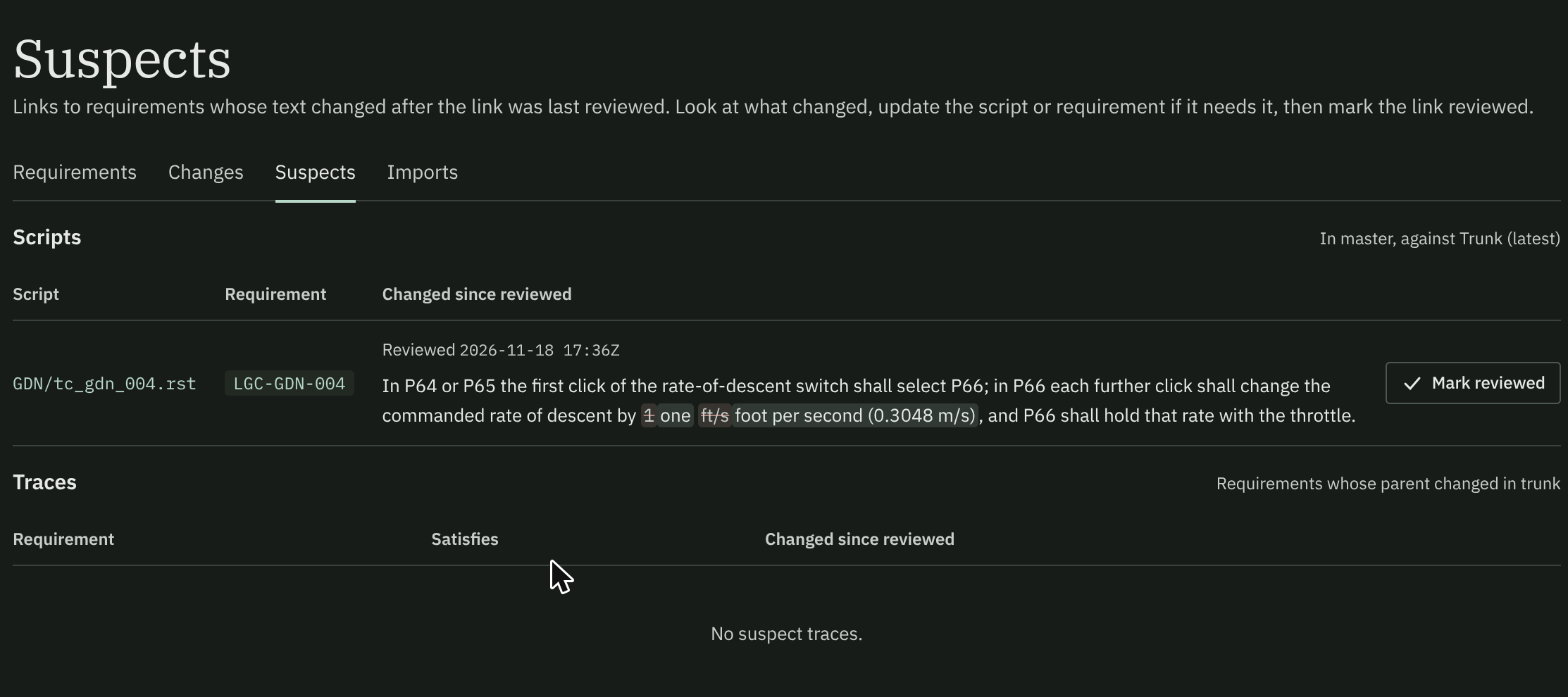 Suspects
Links to requirements whose text changed after the link was last reviewed. Look at what changed, update the script or requirement if it needs it, then mark the link reviewed.
Requirements Changes Suspects Imports
Scripts In master, against Trunk (latest)
Script Requirement Changed since reviewed
Reviewed 2026-11-18 17:36Z
GDN/tc_gdn_004.rst LGC-GDN-004 In P64 or P65 the first click of the rate-of-descent switch shall select P66; in P66 each further click shall change the Mark reviewed
commanded rate of descent by 1 one ft/s foot per second (0.3048 m/s), and P66 shall hold that rate with the throttle.
Traces Requirements whose parent changed in trunk
Requirement Satisfies Changed since reviewed
No suspect traces.